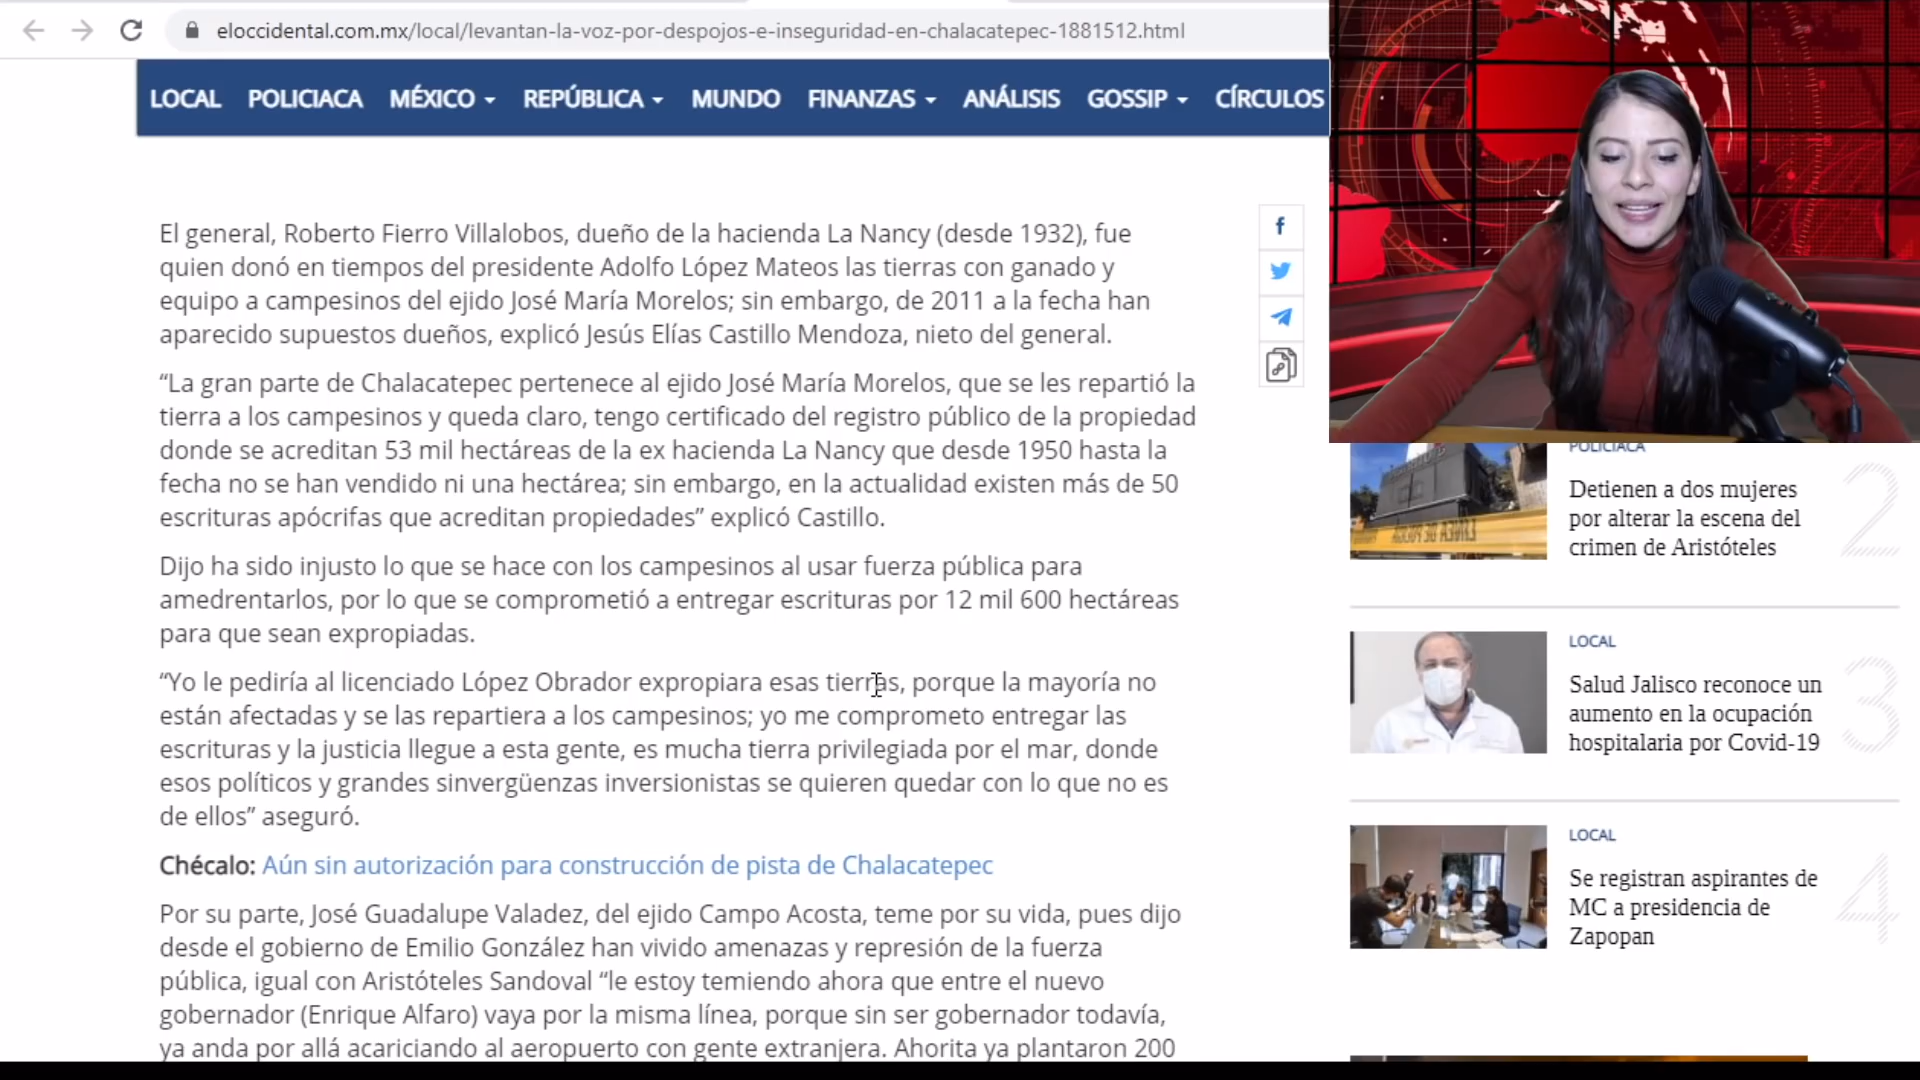 eloccidental.com.mx/local/levantan-la-voz-por-despojos-e-inseguridad-en-chalacatepec-1881512.html
LOCAL POLICIACA MÉXICO REPÚBLICA MUNDO FINANZAS ANÁLISIS GOSSIP CÍRCULOS
El general, Roberto Fierro Villalobos, dueño de la hacienda La Nancy (desde 1932), fue
quien donó en tiempos del presidente Adolfo López Mateos las tierras con ganado y
equipo a campesinos del ejido José María Morelos; sin embargo, de 2011 a la fecha han
aparecido supuestos dueños, explicó Jesús Elías Castillo Mendoza, nieto del general.
“La gran parte de Chalacatepec pertenece al ejido José María Morelos, que se les repartió la
tierra a los campesinos y queda claro, tengo certificado del registro público de la propiedad
donde se acreditan 53 mil hectáreas de la ex hacienda La Nancy que desde 1950 hasta la
fecha no se han vendido ni una hectárea; sin embargo, en la actualidad existen más de 50
escrituras apócrifas que acreditan propiedades” explicó Castillo.
Dijo ha sido injusto lo que se hace con los campesinos al usar fuerza pública para
amedrentarlos, por lo que se comprometió a entregar escrituras por 12 mil 600 hectáreas
para que sean expropiadas.
“Yo le pediría al licenciado López Obrador expropiara esas tierras, porque la mayoría no
están afectadas y se las repartiera a los campesinos; yo me comprometo entregar las
escrituras y la justicia llegue a esta gente, es mucha tierra privilegiada por el mar, donde
esos políticos y grandes sinvergüenzas inversionistas se quieren quedar con lo que no es
de ellos” aseguró.
Chécalo: Aún sin autorización para construcción de pista de Chalacatepec
Por su parte, José Guadalupe Valadez, del ejido Campo Acosta, teme por su vida, pues dijo
desde el gobierno de Emilio González han vivido amenazas y represión de la fuerza
pública, igual con Aristóteles Sandoval “le estoy temiendo ahora que entre el nuevo
gobernador (Enrique Alfaro) vaya por la misma línea, porque sin ser gobernador todavía,
ya anda por allá acariciando al aeropuerto con gente extranjera. Ahorita ya plantaron 200
POLICIACA
Detienen a dos mujeres
por alterar la escena del
crimen de Aristóteles
2
LOCAL
Salud Jalisco reconoce un
aumento en la ocupación
hospitalaria por Covid-19
3
LOCAL
Se registran aspirantes de
MC a presidencia de
Zapopan
4